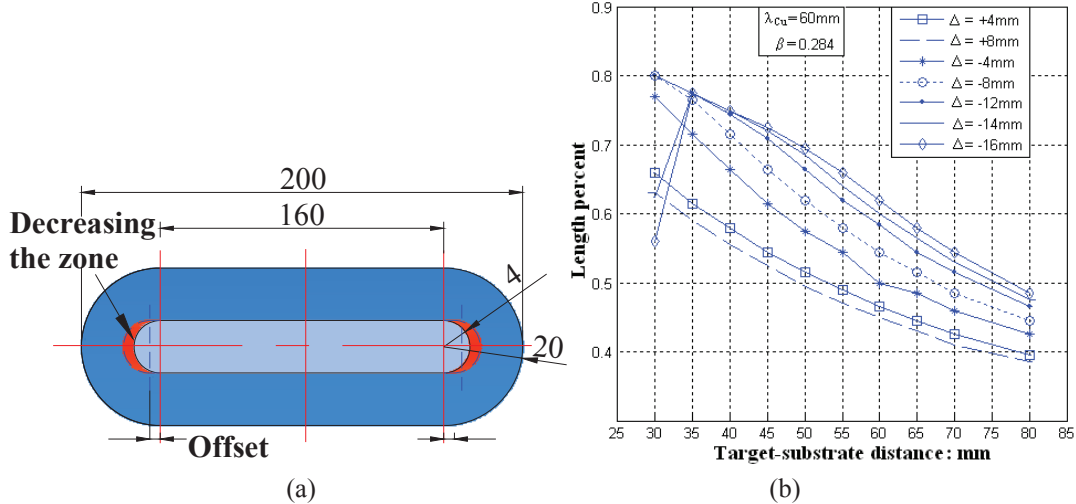 200
160
Decreasing
the zone
4
20
Offset
(a)
0.9
0.8
0.7
0.6
0.5
0.4
Length percent
λCu=60mm
β=0.284
Δ = +4mm
Δ = +8mm
Δ = -4mm
Δ = -8mm
Δ = -12mm
Δ = -14mm
Δ = -16mm
25 30 35 40 45 50 55 60 65 70 75 80 85
Target-substrate distance: mm
(b)